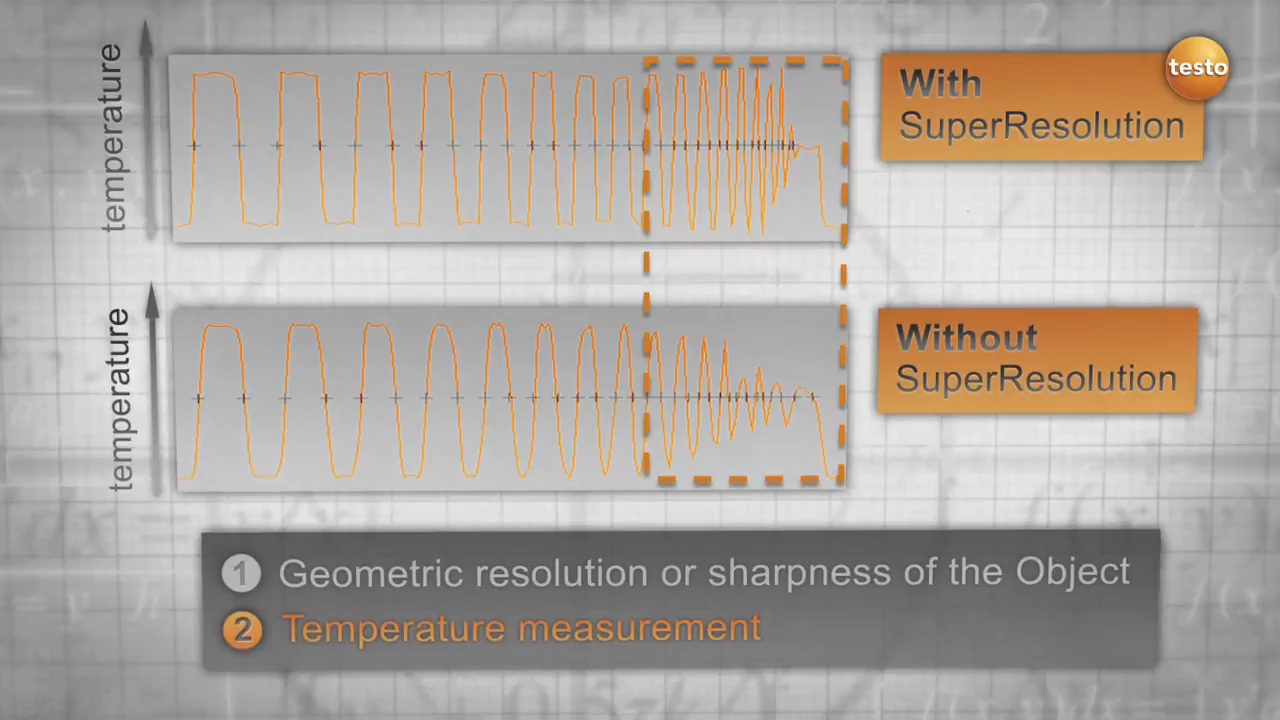 temperature
With
SuperResolution
testo
temperature
Without
SuperResolution
1 Geometric resolution or sharpness of the Object
2 Temperature measurement